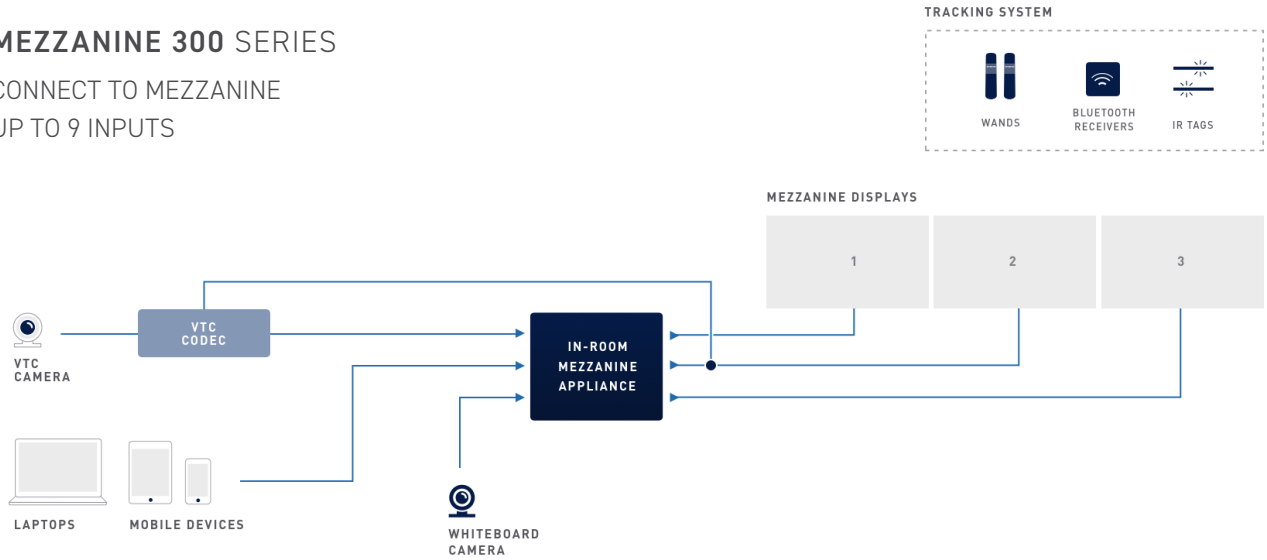 TRACKING SYSTEM
MEZZANINE 300 SERIES
CONNECT TO MEZZANINE
UP TO 9 INPUTS
WANDS
BLUETOOTH
RECEIVERS
IR TAGS
MEZZANINE DISPLAYS
1
2
3
VTC
CODEC
IN-ROOM
MEZZANINE
APPLIANCE
VTC
CAMERA
LAPTOPS
MOBILE DEVICES
WHITEBOARD
CAMERA